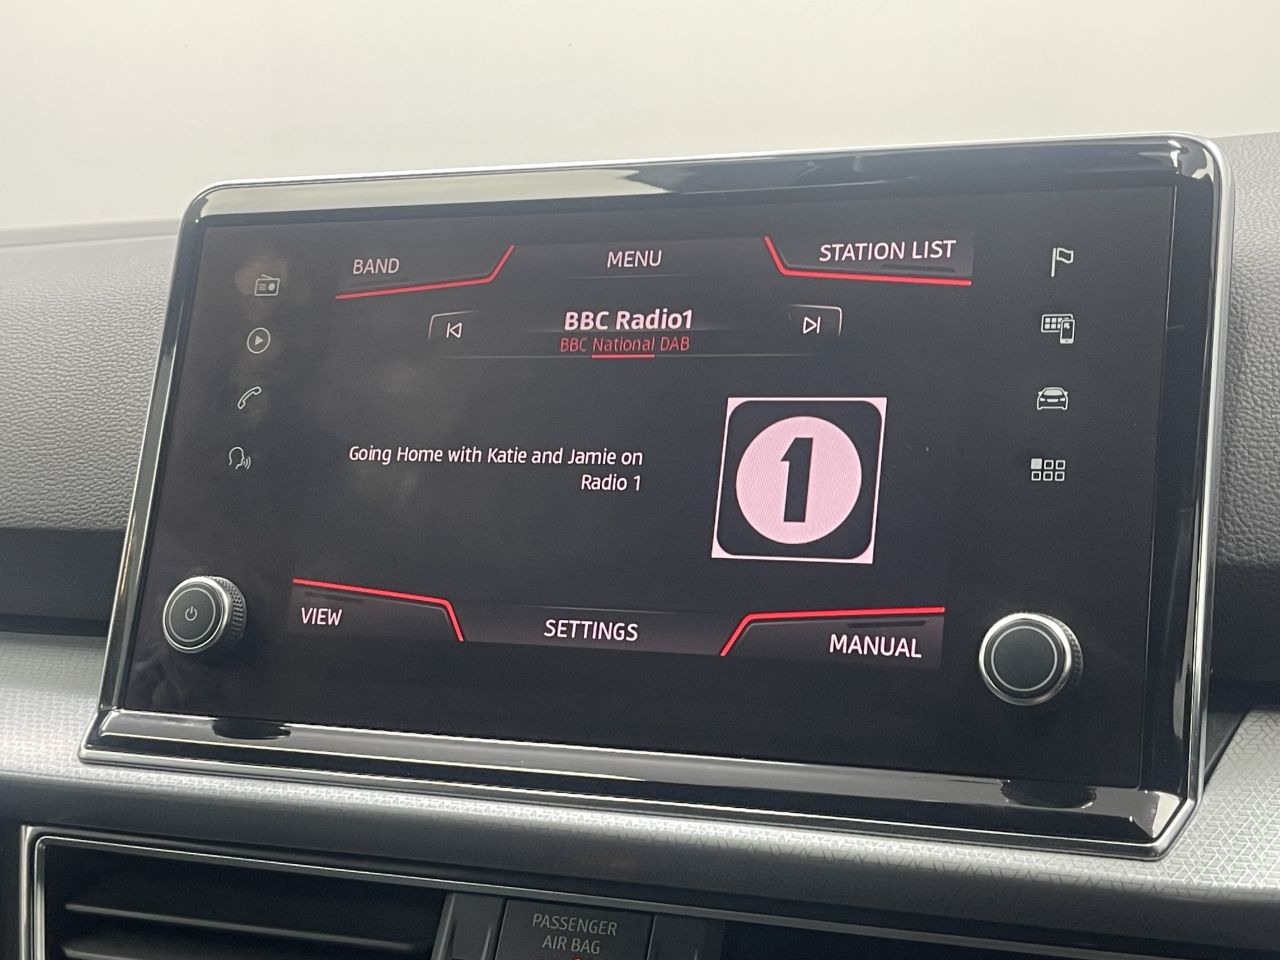 BAND
MENU
STATION LIST
BBC Radio1
BBC National DAB
Going Home with Katie and Jamie on
Radio 1
1
VIEW
SETTINGS
MANUAL
PASSENGER
AIR BAG